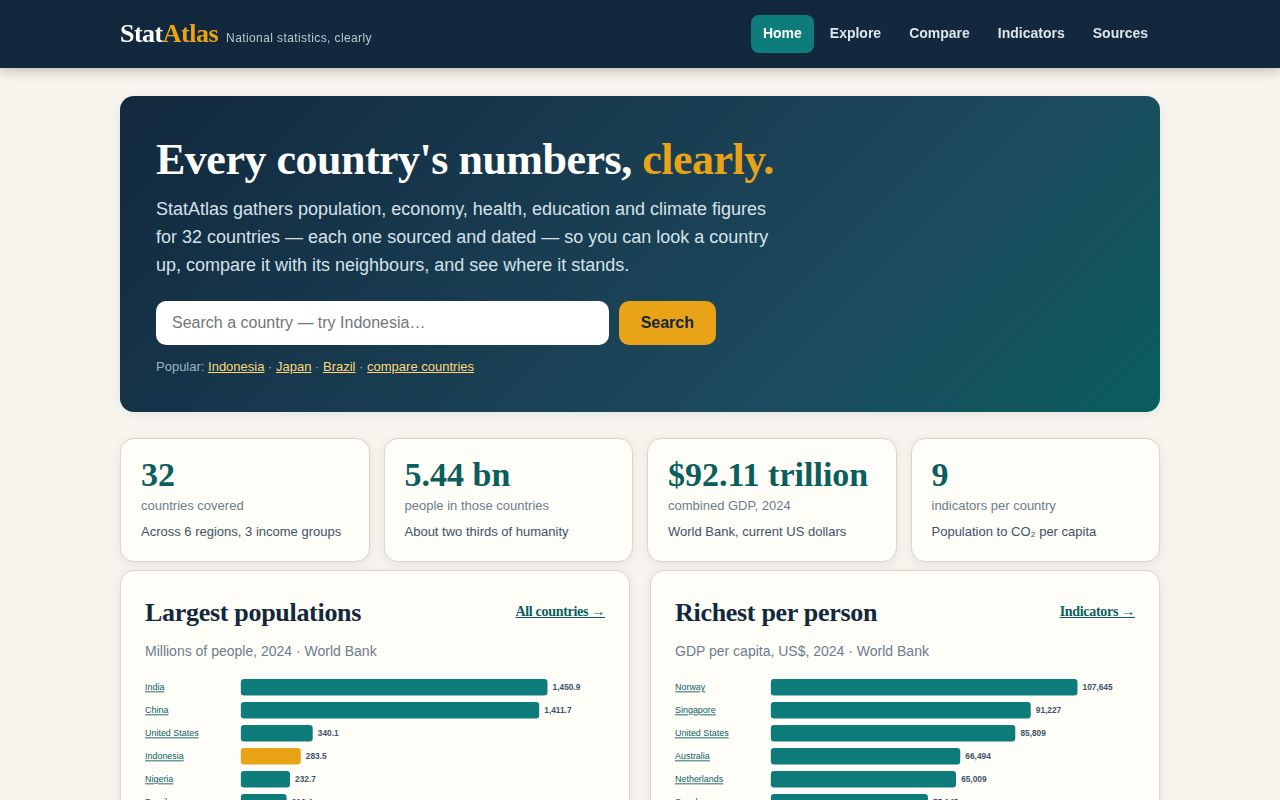 StatAtlas National statistics, clearly
Home Explore Compare Indicators Sources
Every country's numbers, clearly.
StatAtlas gathers population, economy, health, education and climate figures
for 32 countries — each one sourced and dated — so you can look a country
up, compare it with its neighbours, and see where it stands.
Search a country — try Indonesia…
Search
Popular: Indonesia · Japan · Brazil · compare countries
32
countries covered
Across 6 regions, 3 income groups
5.44 bn
people in those countries
About two thirds of humanity
$92.11 trillion
combined GDP, 2024
World Bank, current US dollars
9
indicators per country
Population to CO₂ per capita
Largest populations
All countries →
Millions of people, 2024 · World Bank
India 1,450.9
China 1,411.7
United States 340.1
Indonesia 283.5
Nigeria 232.7
Richest per person
Indicators →
GDP per capita, US$, 2024 · World Bank
Norway 107,645
Singapore 91,227
United States 85,809
Australia 66,494
Netherlands 65,009